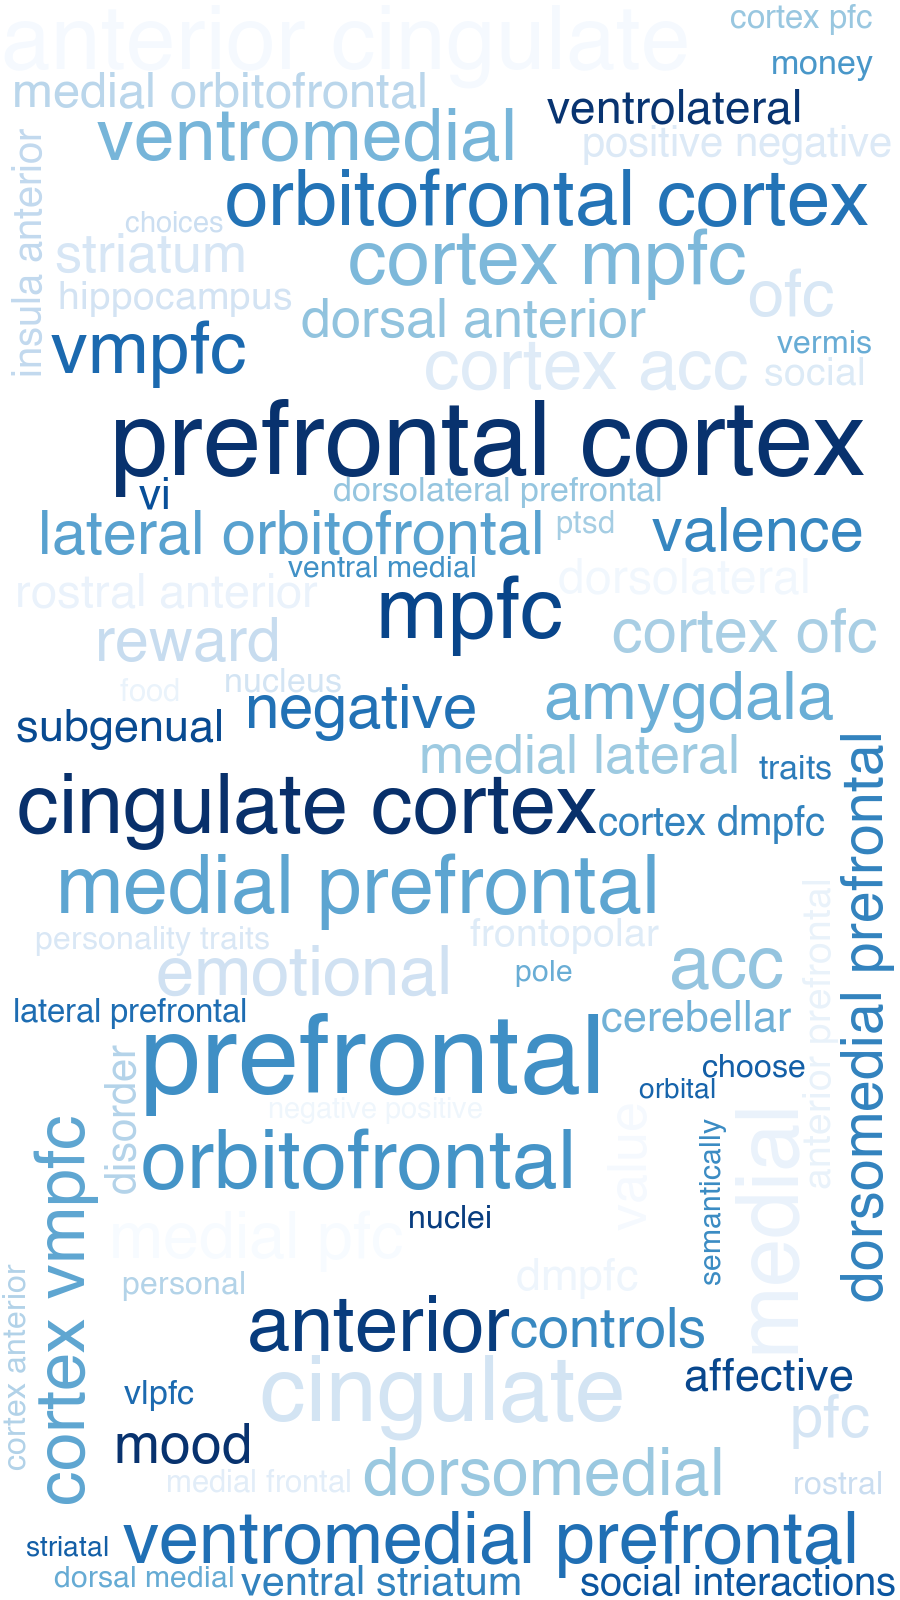 anterior cingulate
cortex pfc
money
medial orbitofrontal
ventrolateral
ventromedial
positive negative
insula anterior
orbitofrontal cortex
choices
striatum
cortex mpfc
hippocampus
ofc
dorsal anterior
vmpfc
vermis
cortex acc
social
prefrontal cortex
vi
dorsolateral prefrontal
lateral orbitofrontal
ptsd
valence
ventral medial
dorsolateral
rostral anterior
mpfc
reward
cortex ofc
food
nucleus
negative
amygdala
subgenual
medial lateral
traits
dorsomedial prefrontal
cingulate cortex
cortex dmpfc
medial prefrontal
personality traits
frontopolar
anterior prefrontal
emotional
pole
acc
lateral prefrontal
cerebellar
prefrontal
choose
orbital
disorder
negative positive
value
medial
semantically
cortex vmpfc
orbitofrontal
nuclei
medial pfc
dmpfc
personal
cortex anterior
anterior
controls
cingulate
affective
vlpfc
pfc
mood
dorsomedial
medial frontal
rostral
ventromedial prefrontal
striatal
dorsal medial
ventral striatum
social interactions